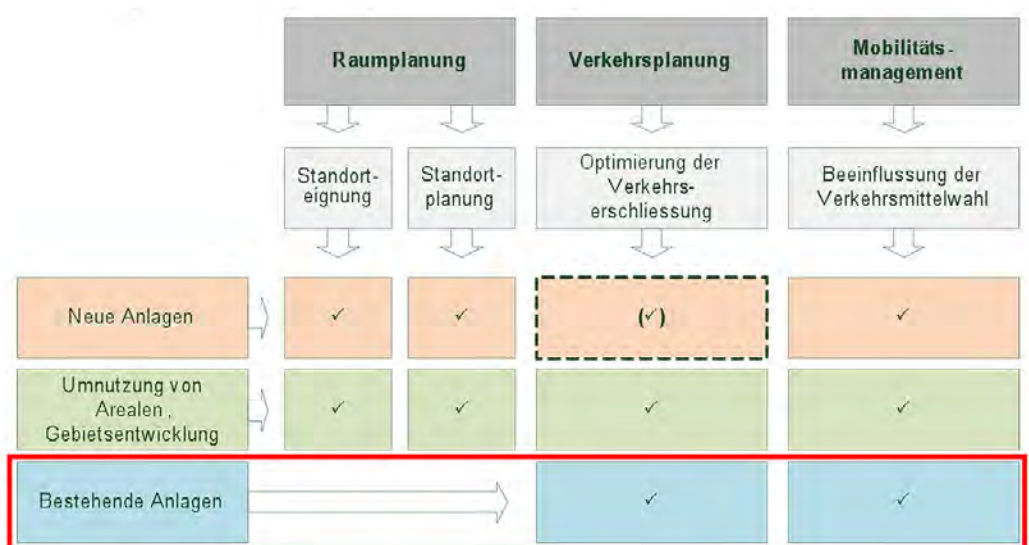 Raumplanung
Verkehrsplanung
Mobilitäts-
management
Standort-
eignung
Standort-
planung
Optimierung der
Verkehrs-
erschliessung
Beeinflussung der
Verkehrsmittelwahl
Neue Anlagen
✓
✓
(✓)
✓
Umnutzung von
Arealen ,
Gebietsentwicklung
✓
✓
✓
✓
Bestehende Anlagen
✓
✓